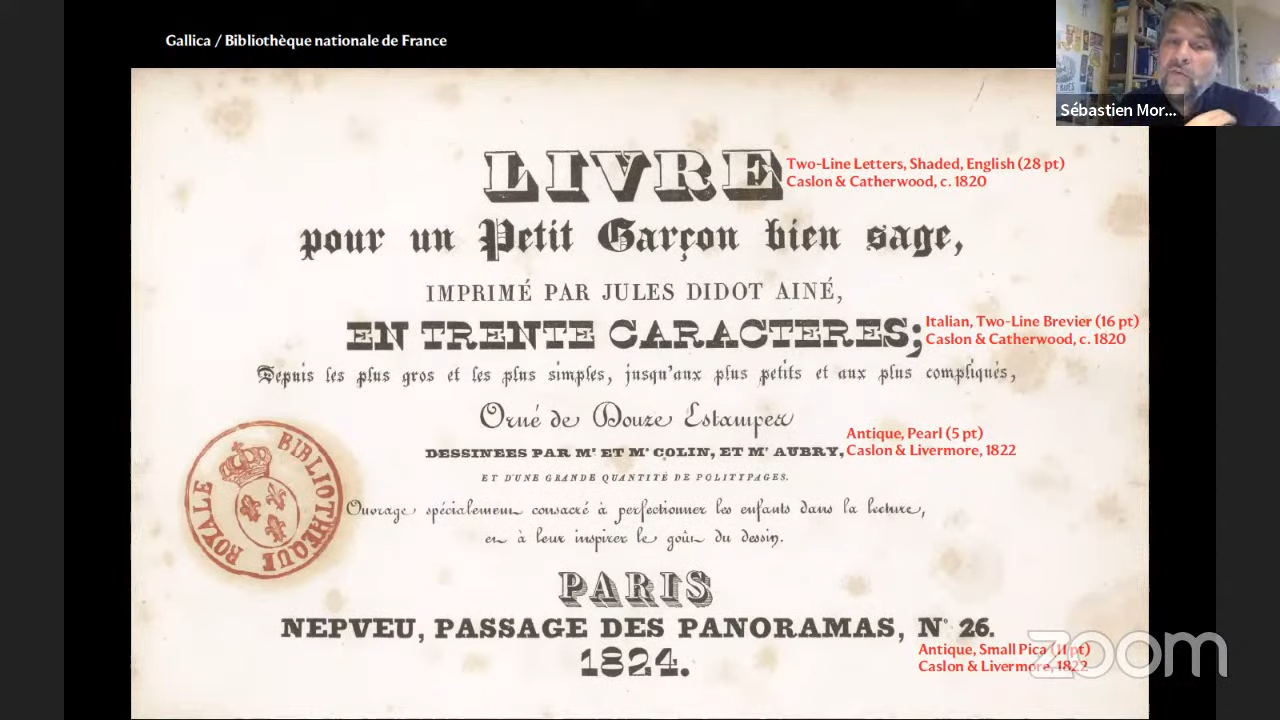 Gallica / Bibliothèque nationale de France
Sébastien Mor...
LIVRE
Two-Line Letters, Shaded, English (28 pt)
Caslon & Catherwood, c. 1820
pour un Petit Garçon bien sage,
IMPRIMÉ PAR JULES DIDOT AINÉ,
EN TRENTE CARACTERES;
Italian, Two-Line Brevier (16 pt)
Caslon & Catherwood, c. 1820
Depuis les plus gros et les plus simples, jusqu'aux plus petits et aux plus compliqués,
Orné de Douze Estampes
Antique, Pearl (5 pt)
DESSINEES PAR Mr ET Me COLIN, ET Mr AUBRY,
Caslon & Livermore, 1822
ET D'UNE GRANDE QUANTITÉ DE POLITYPAGES.
Ouvrage spécialement consacré à perfectionner les enfants dans la lecture,
et à leur inspirer le goût du dessin.
BIBLIOTHEQUE ROYALE
PARIS
NEPVEU, PASSAGE DES PANORAMAS, N° 26.
1824.
Antique, Small Pica (11 pt)
Caslon & Livermore, 1822
zoom